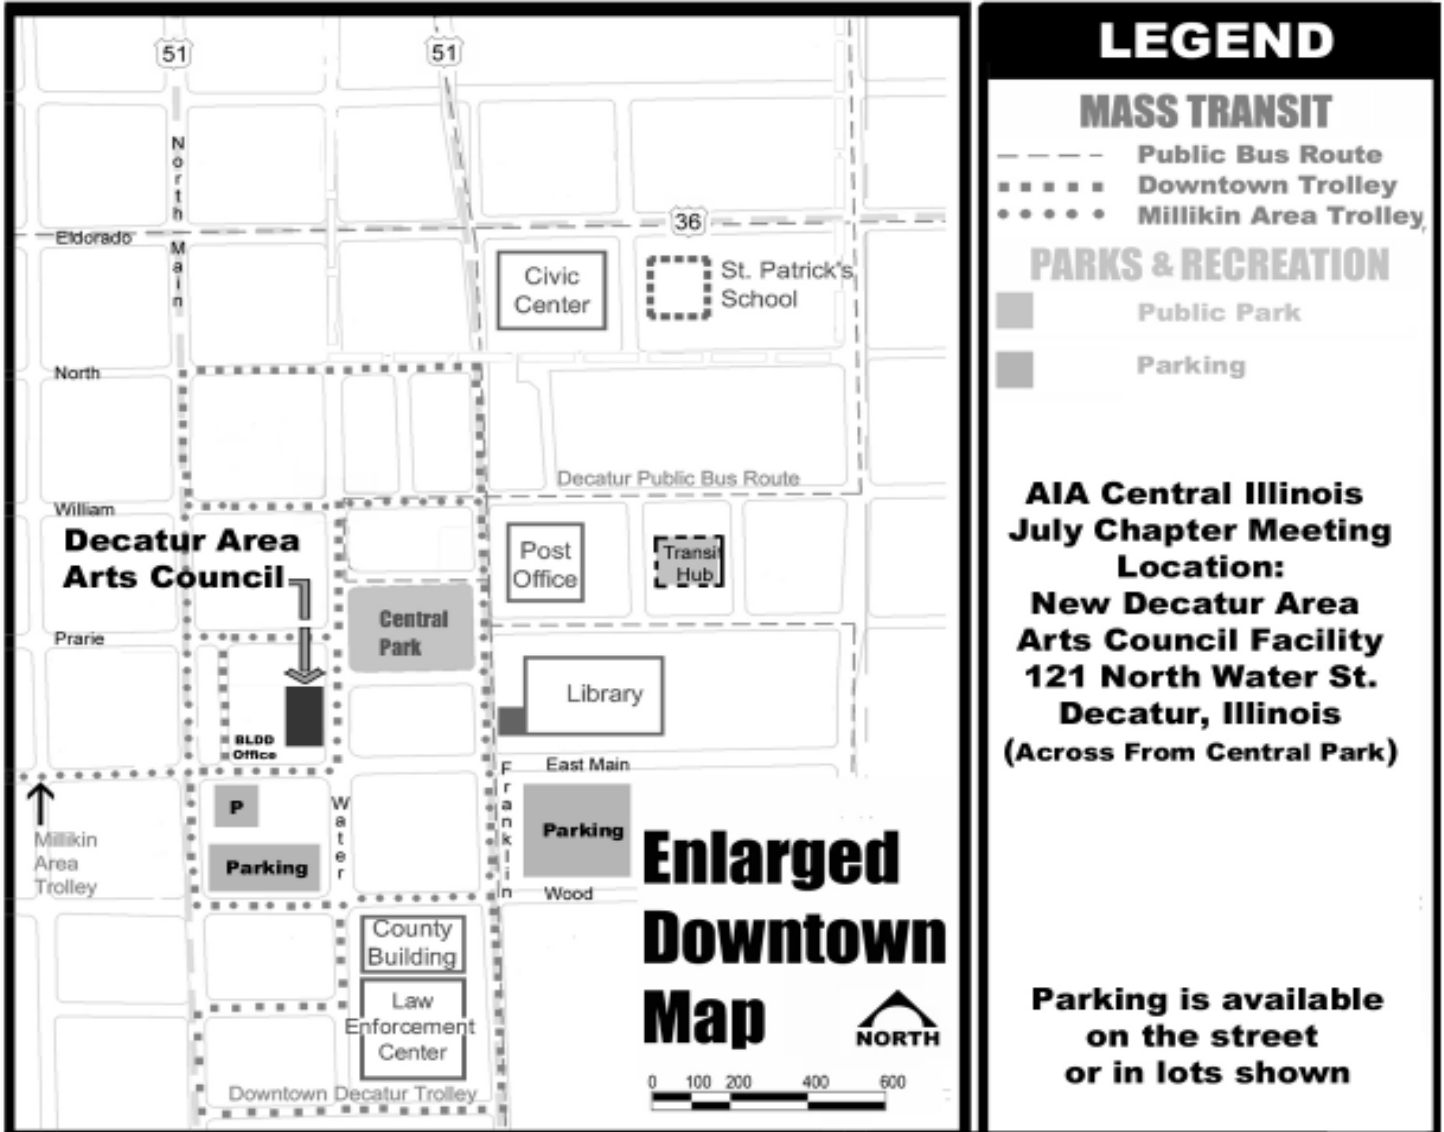 51
51
North Main
36
Eldorado
Civic
Center
St. Patrick's
School
North
Decatur Public Bus Route
William
Decatur Area
Arts Council
Post
Office
Transit
Hub
Central
Park
Prarie
Library
BLDD
Office
East Main
Franklin
Water
P
Parking
Parking
Millikin
Area
Trolley
Wood
County
Building
Law
Enforcement
Center
Downtown Decatur Trolley
Enlarged
Downtown
Map
NORTH
0 100 200 400 600
LEGEND
MASS TRANSIT
Public Bus Route
Downtown Trolley
Millikin Area Trolley
PARKS & RECREATION
Public Park
Parking
AIA Central Illinois
July Chapter Meeting
Location:
New Decatur Area
Arts Council Facility
121 North Water St.
Decatur, Illinois
(Across From Central Park)
Parking is available
on the street
or in lots shown